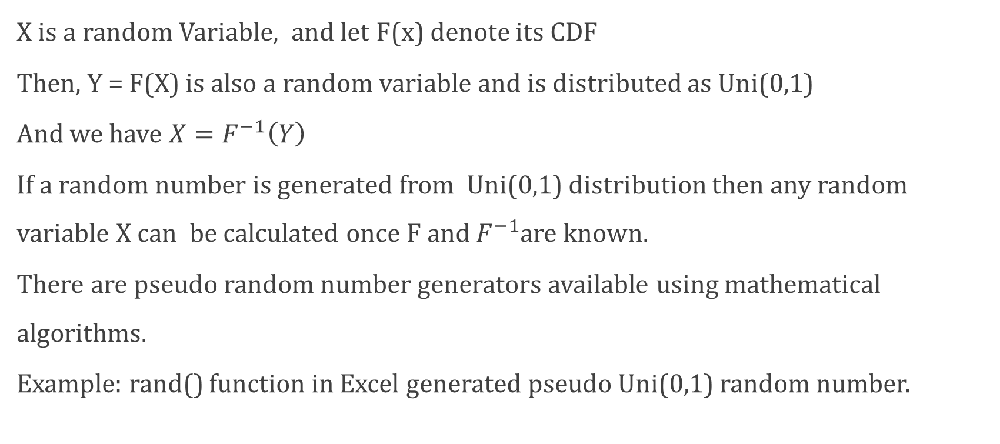 X is a random Variable,  and let F(x) denote its CDF
Then, Y = F(X) is also a random variable and is distributed as Uni(0,1)
And we have X = F⁻¹(Y)
If a random number is generated from  Uni(0,1) distribution then any random
variable X can  be calculated once F and F⁻¹are known.
There are pseudo random number generators available using mathematical
algorithms.
Example: rand() function in Excel generated pseudo Uni(0,1) random number.